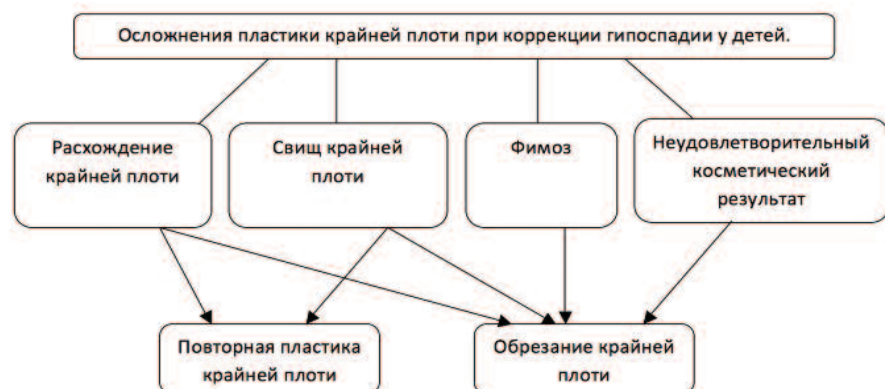 Осложнения пластики крайней плоти при коррекции гипоспадии у детей.
Расхождение
крайней плоти
Свищ крайней
плоти
Фимоз
Неудовлетворительный
косметический
результат
Повторная пластика
крайней плоти
Обрезание крайней
плоти